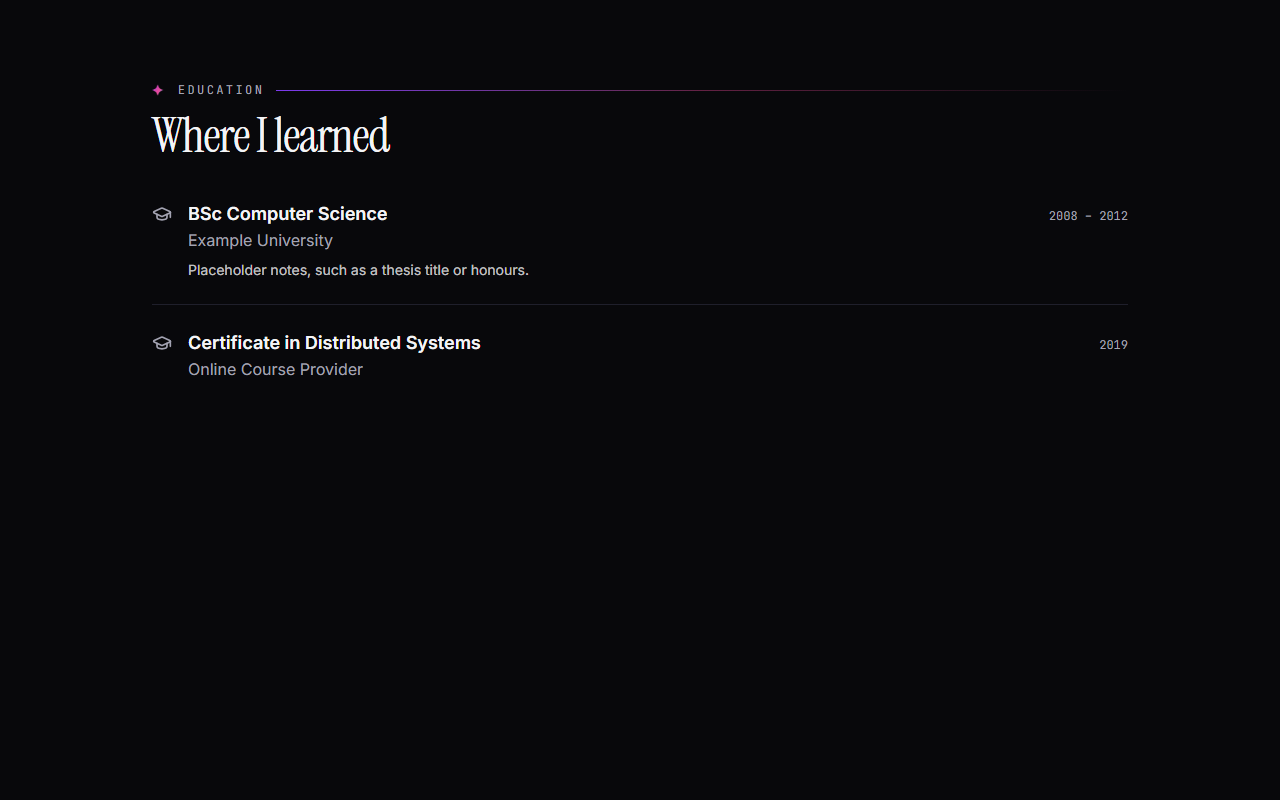 EDUCATION
Where I learned
BSc Computer Science
2008 – 2012
Example University
Placeholder notes, such as a thesis title or honours.
Certificate in Distributed Systems
2019
Online Course Provider